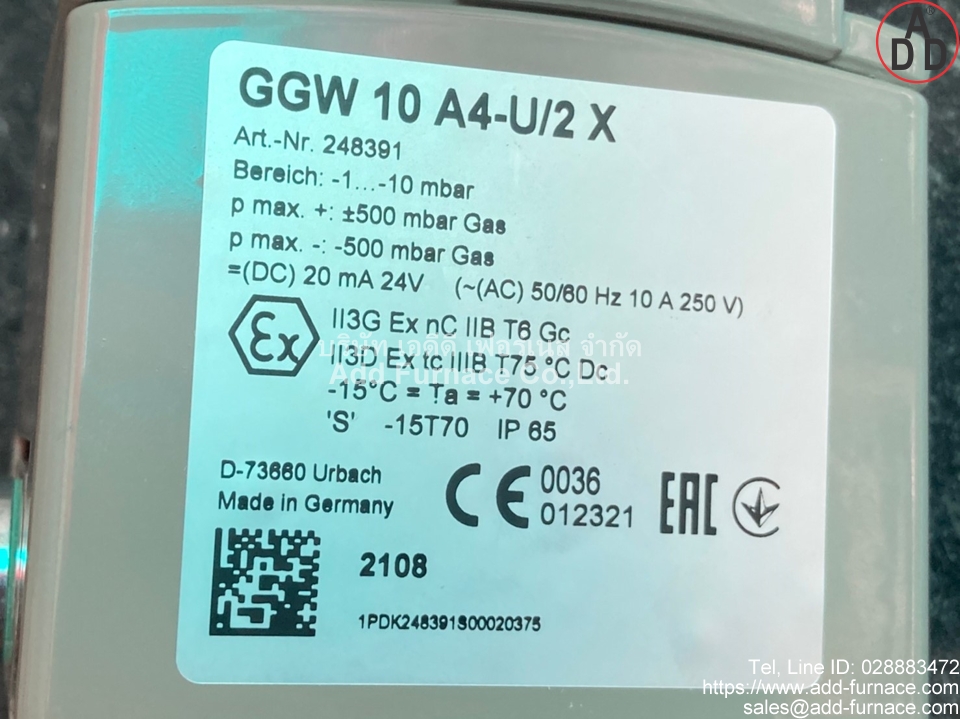 ADD
GGW 10 A4-U/2 X
Art.-Nr. 248391
Bereich: -1...-10 mbar
p max. +: ±500 mbar Gas
p max. -: -500 mbar Gas
=(DC) 20 mA 24V (~(AC) 50/60 Hz 10 A 250 V)
Ex II3G Ex nC IIB T6 Gc
II3D Ex tc IIIB T75 °C Dc
บริษัท เอดีดี เฟอร์เนส จำกัด
Add Furnace Co.,Ltd.
-15°C = Ta = +70 °C
'S' -15T70 IP 65
D-73660 Urbach
Made in Germany
CE 0036
012321
EAC
2108
1PDK248391S00020375
Tel, Line ID: 028883472
https://www.add-furnace.com
sales@add-furnace.com